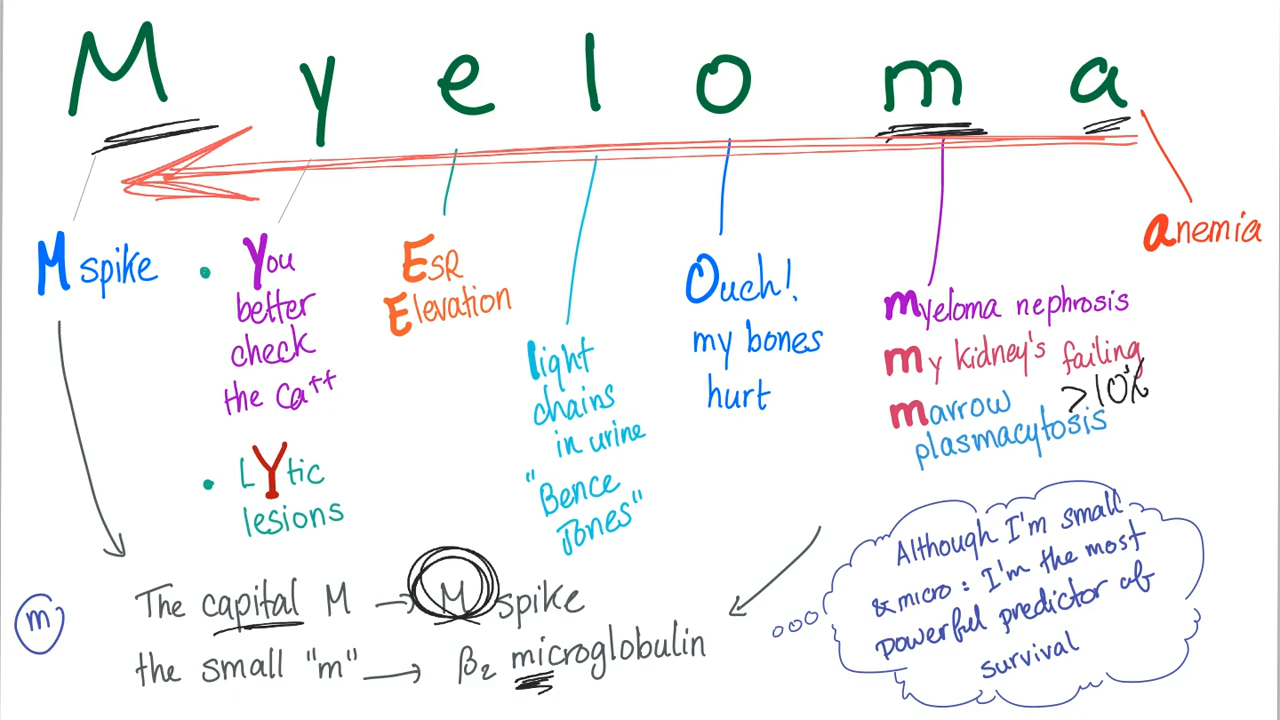 Myeloma
M spike
• You
better
check
the Ca++
• LYtic
lesions
ESR
Elevation
light
chains
in urine
"Bence
Jones"
Ouch!
my bones
hurt
myeloma nephrosis
my kidney's failing
marrow >10%
plasmacytosis
anemia
m
The capital M → M spike
the small "m" → β2 microglobulin
Although I'm small
& micro: I'm the most
powerful predictor of
survival